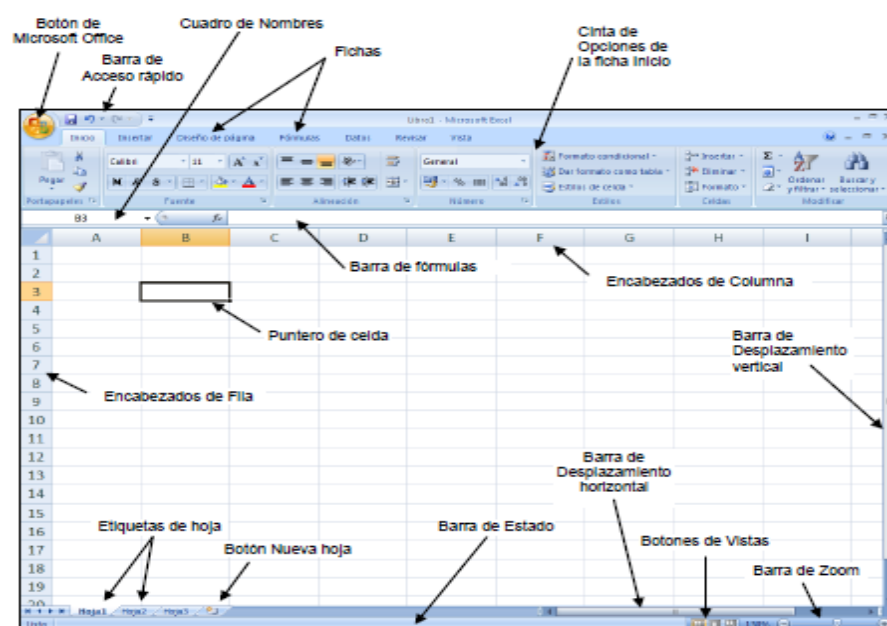 Botón de
Microsoft Office
Cuadro de Nombres
Barra de
Acceso rápido
Fichas
Cinta de
Opciones de
la ficha Inicio
Libro1 - Microsoft Excel
Inicio Insertar Diseño de página Fórmulas Datos Revisar Vista
Pegar
Calibri 11
General
Formato condicional
Dar formato como tabla
Estilos de celda
Insertar
Eliminar
Formato
Ordenar
y filtrar
Buscar y
seleccionar
Portapapeles Fuente Alineación Número Estilos Celdas Modificar
B3 fx
A B C D E F G H I
1
2
3
4
5
6
7
8
9
10
11
12
13
14
15
16
17
18
19
20
Barra de fórmulas
Encabezados de Columna
Puntero de celda
Barra de
Desplazamiento
vertical
Encabezados de Fila
Barra de
Desplazamiento
horizontal
Etiquetas de hoja
Botón Nueva hoja
Barra de Estado
Botones de Vistas
Barra de Zoom
Hoja1 Hoja2 Hoja3
Listo